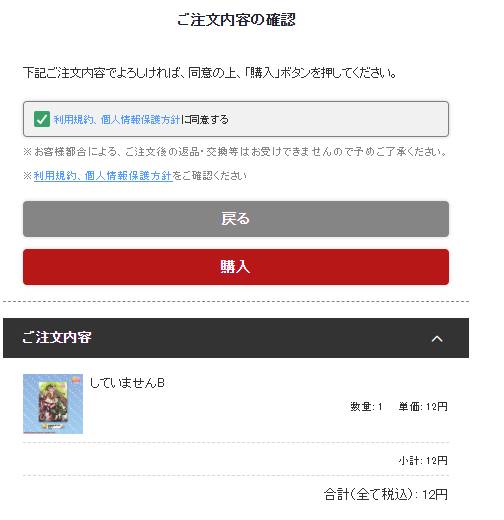 ご注文内容の確認
下記ご注文内容でよろしければ、同意の上、「購入」ボタンを押してください。
利用規約、個人情報保護方針に同意する
※お客様都合による、ご注文後の返品・交換等はお受けできませんので予めご了承ください。
※利用規約、個人情報保護方針をご確認ください
戻る
購入
ご注文内容
していませんB
数量: 1 単価: 12円
小計: 12円
合計(全て税込): 12円